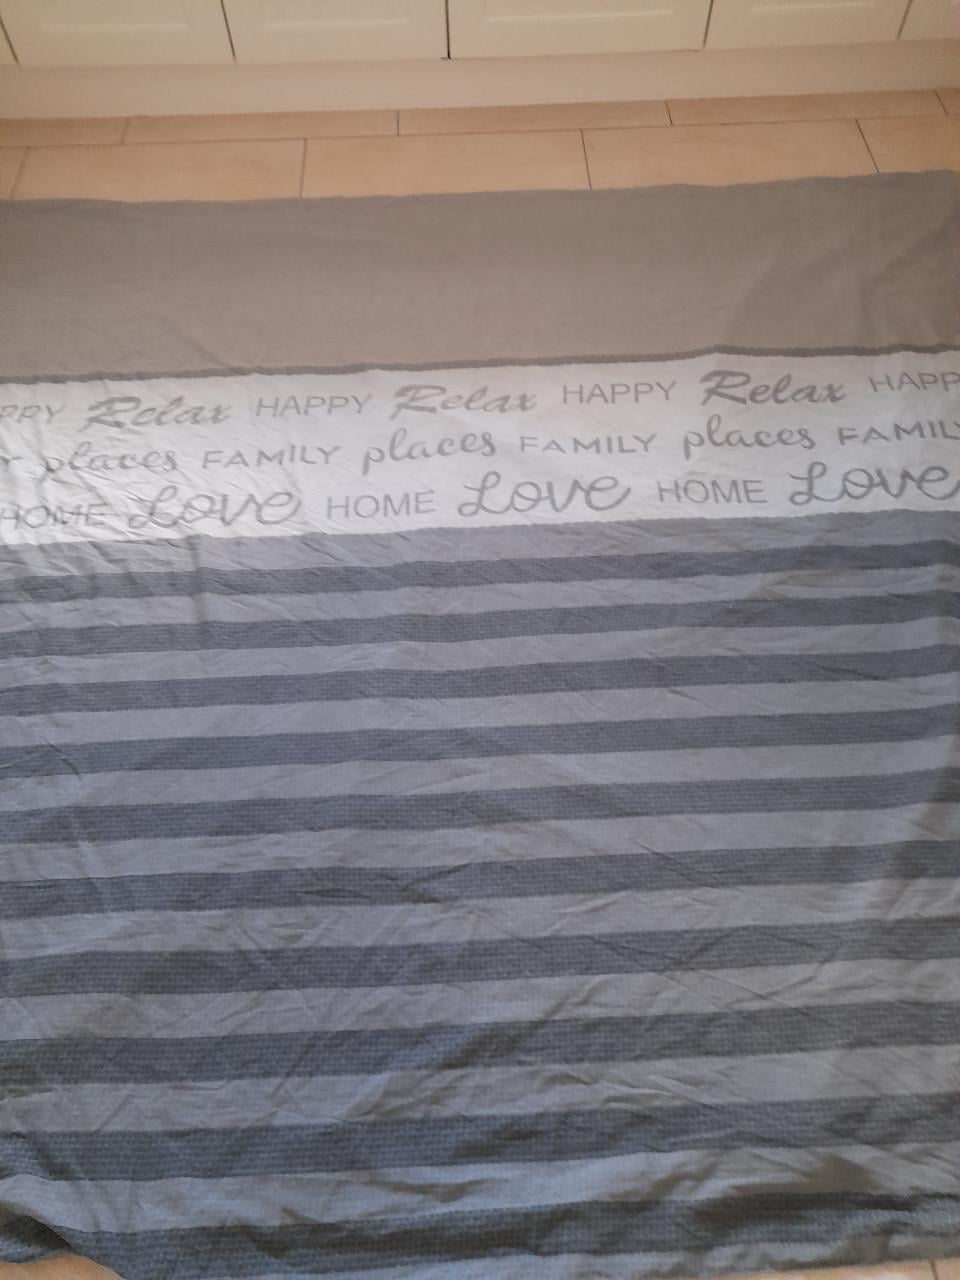 PPY Relax HAPPY Relax HAPPY Relax HAPP
Y places FAMILY places FAMILY places FAMIL
HOME Love HOME Love HOME Love